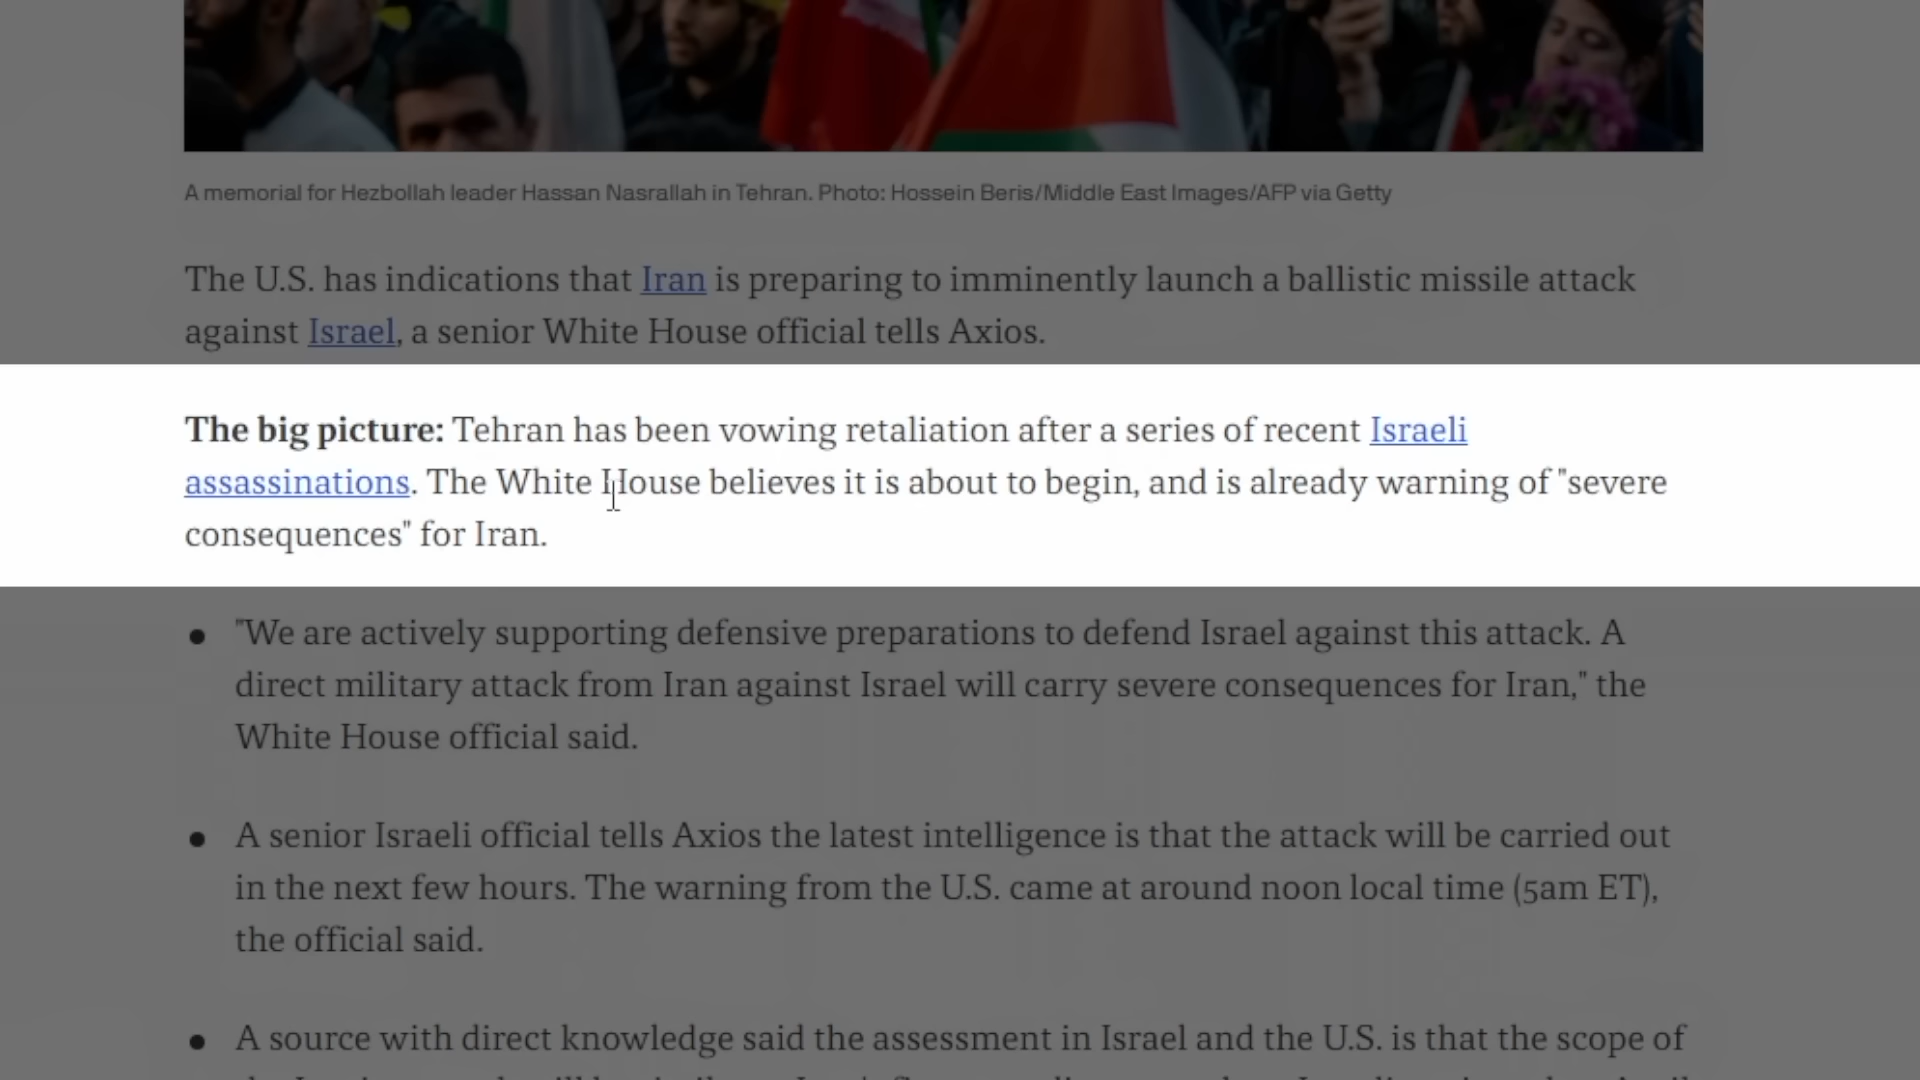 A memorial for Hezbollah leader Hassan Nasrallah in Tehran. Photo: Hossein Beris/Middle East Images/AFP via Getty
The U.S. has indications that Iran is preparing to imminently launch a ballistic missile attack
against Israel, a senior White House official tells Axios.
The big picture: Tehran has been vowing retaliation after a series of recent Israeli
assassinations. The White House believes it is about to begin, and is already warning of "severe
consequences" for Iran.
• "We are actively supporting defensive preparations to defend Israel against this attack. A
direct military attack from Iran against Israel will carry severe consequences for Iran," the
White House official said.
• A senior Israeli official tells Axios the latest intelligence is that the attack will be carried out
in the next few hours. The warning from the U.S. came at around noon local time (5am ET),
the official said.
• A source with direct knowledge said the assessment in Israel and the U.S. is that the scope of